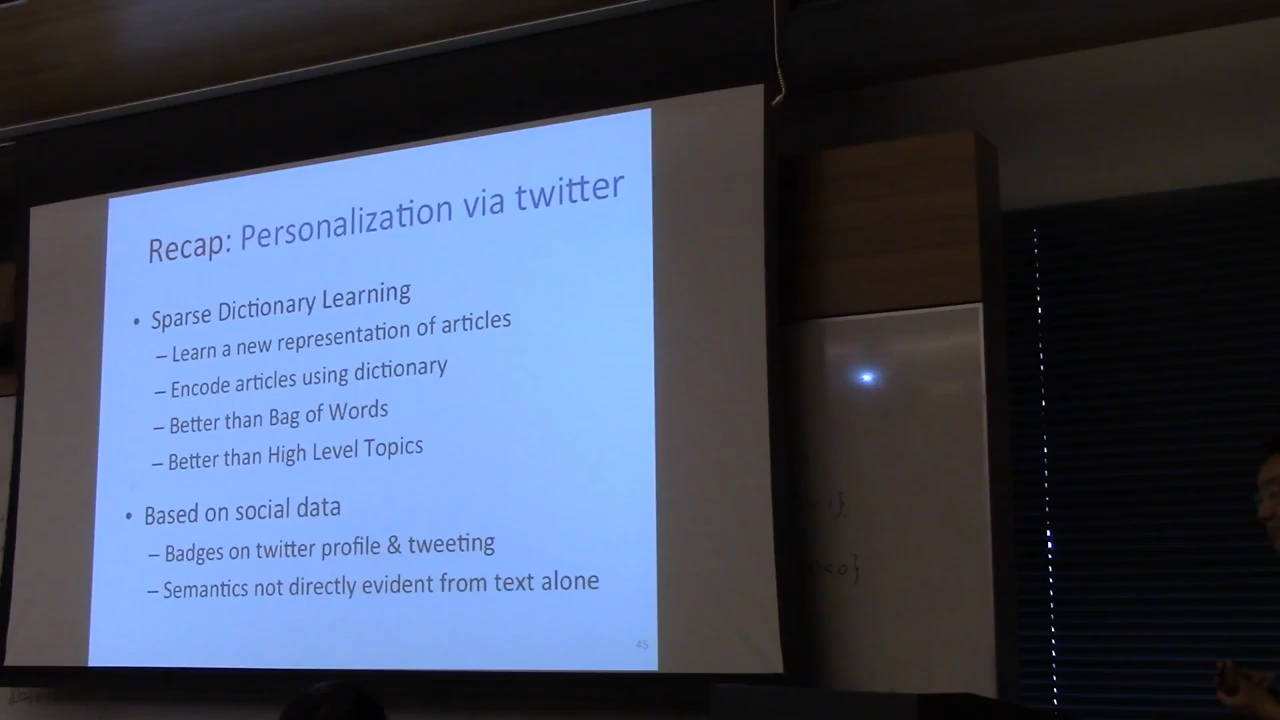 Recap: Personalization via twitter
• Sparse Dictionary Learning
– Learn a new representation of articles
– Encode articles using dictionary
– Better than Bag of Words
– Better than High Level Topics
• Based on social data
– Badges on twitter profile & tweeting
– Semantics not directly evident from text alone
45